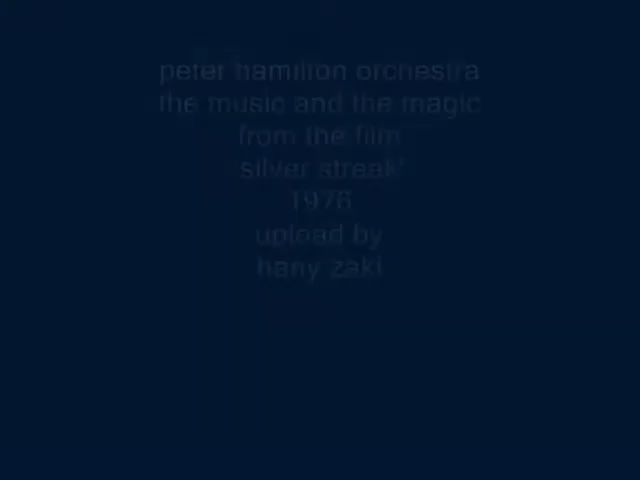 peter hamilton orchestra
the music and the magic
from the film
silver streak'
1976
upload by
hany zaki